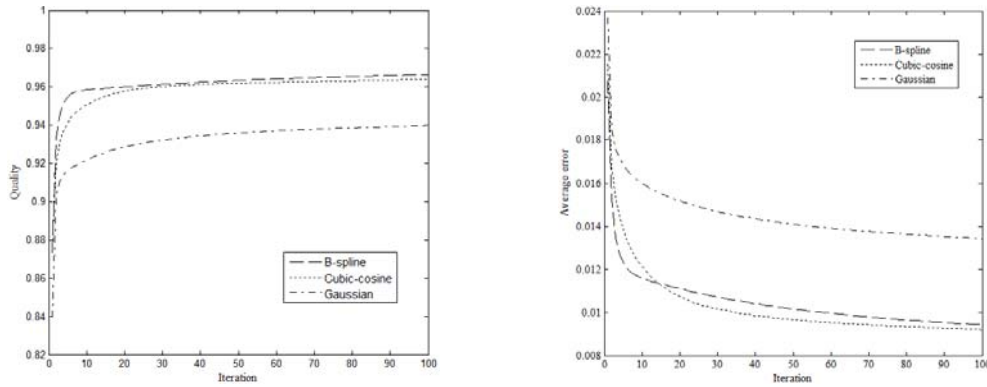 1
0.98
0.96
0.94
0.92
0.9
0.88
0.86
0.84
0.82
Quality
B-spline
Cubic-cosine
Gaussian
0 10 20 30 40 50 60 70 80 90 100
Iteration
0.024
0.022
0.02
0.018
0.016
0.014
0.012
0.01
0.008
Average error
B-spline
Cubic-cosine
Gaussian
0 10 20 30 40 50 60 70 80 90 100
Iteration